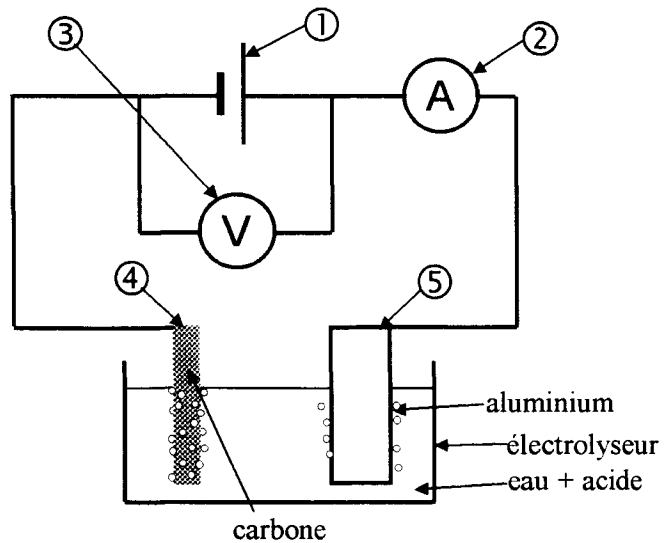 ①
②
③
A
V
④
⑤
aluminium
électrolyseur
eau + acide
carbone